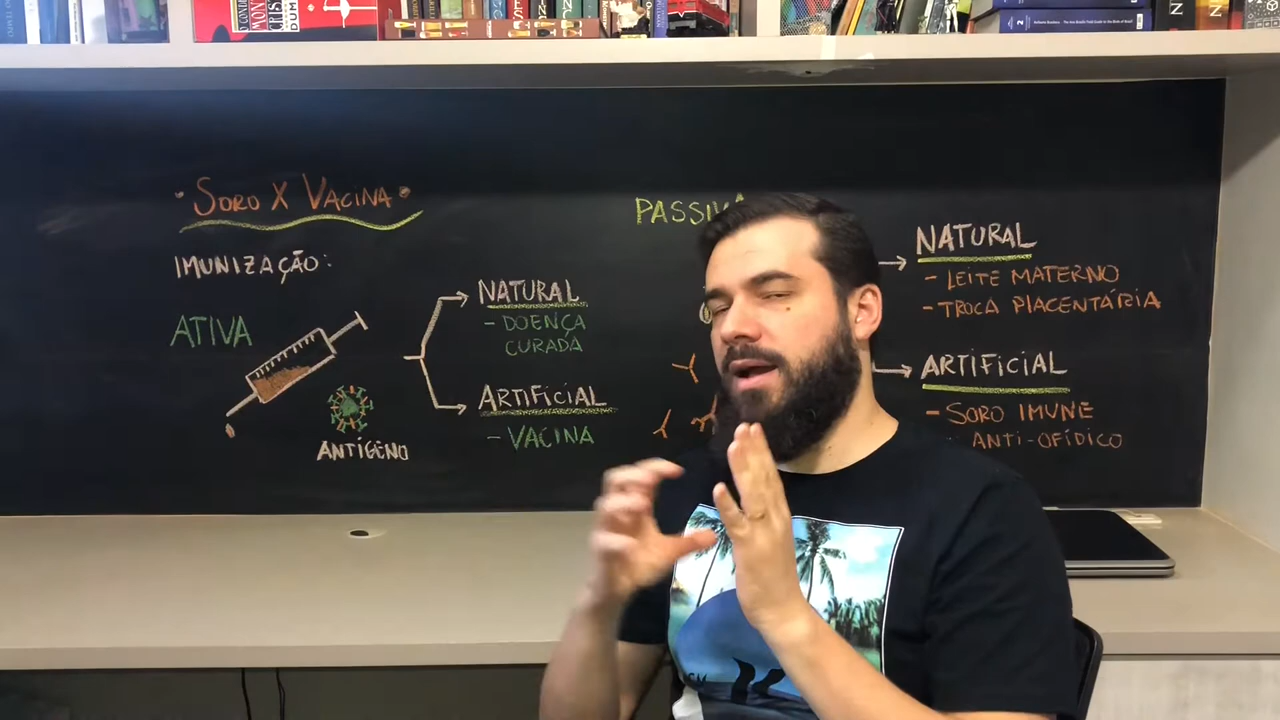 SORO X VACINA
IMUNIZAÇÃO:
ATIVA
ANTÍGENO
NATURAL
- DOENÇA
CURADA
ARTIFICIAL
- VACINA
NATURAL
- LEITE MATERNO
- TROCA PLACENTÁRIA
ARTIFICIAL
- SORO IMUNE
ANTI-OFÍDICO